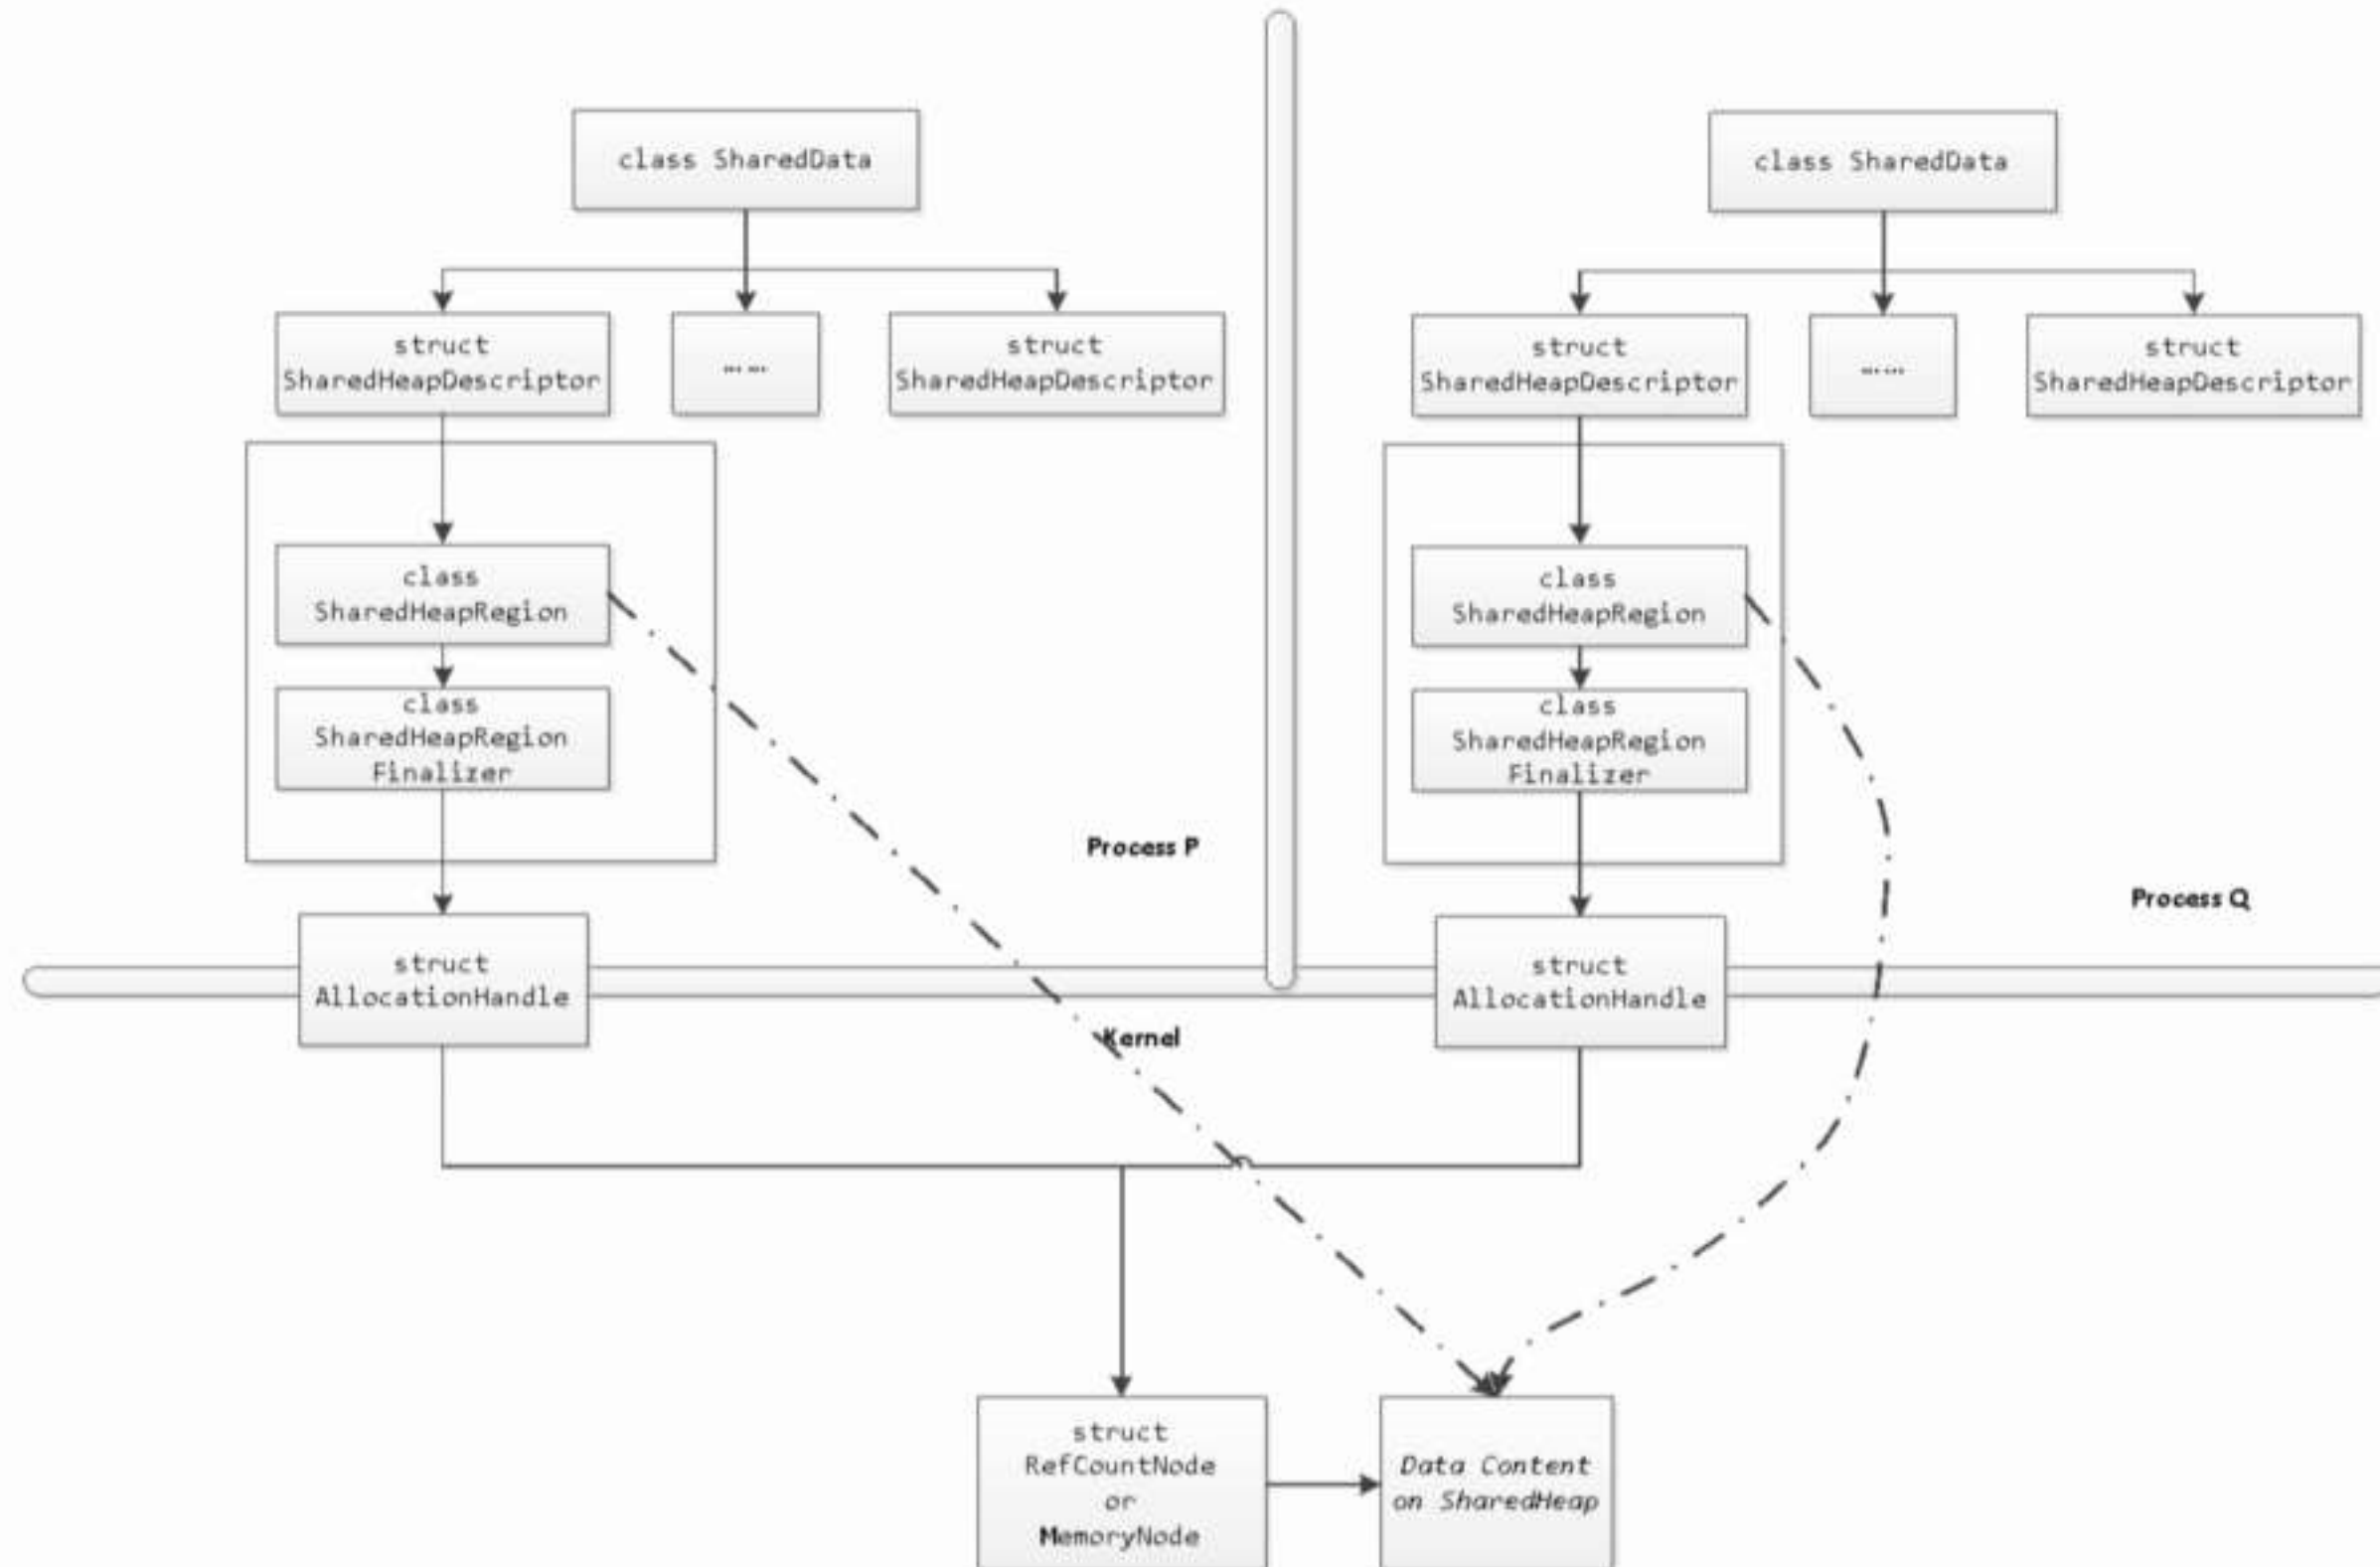 class SharedData
struct
SharedHeapDescriptor
... ...
struct
SharedHeapDescriptor
class
SharedHeapRegion
class
SharedHeapRegion
Finalizer
Process P
struct
AllocationHandle
class SharedData
struct
SharedHeapDescriptor
... ...
struct
SharedHeapDescriptor
class
SharedHeapRegion
class
SharedHeapRegion
Finalizer
Process Q
struct
AllocationHandle
Kernel
struct
RefCountNode
or
MemoryNode
Data Content
on SharedHeap